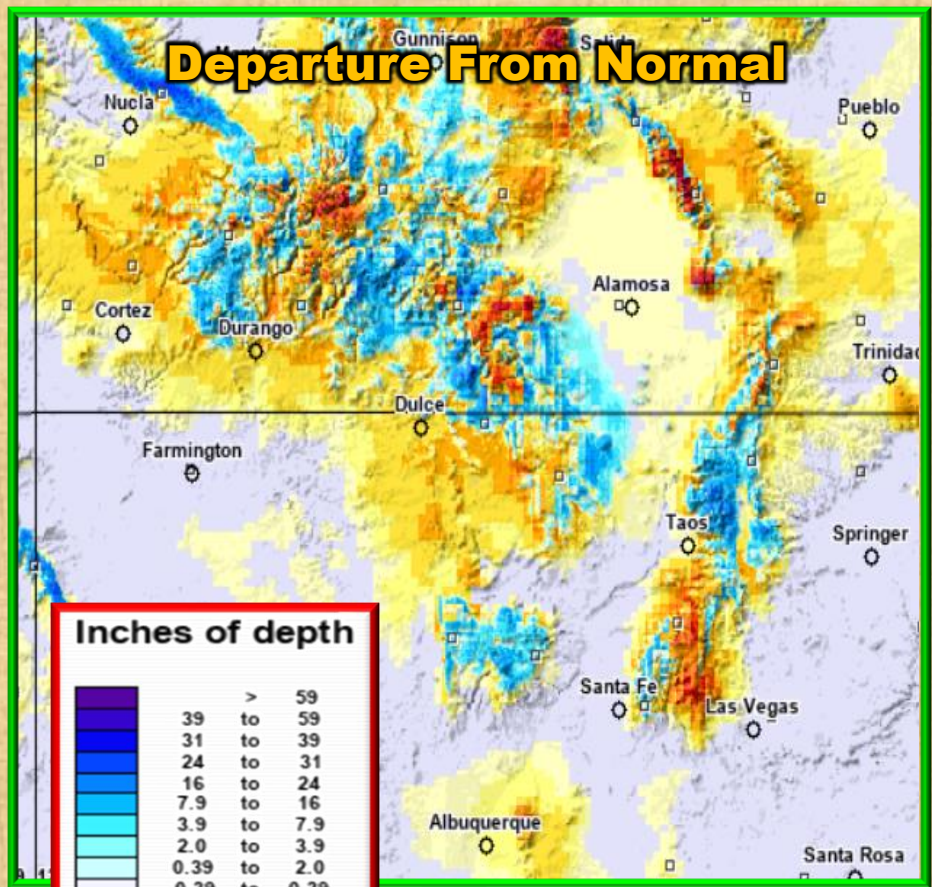 Gunnison
Departure From Normal
Nucla
Pueblo
Alamosa
Cortez
Durango
Trinidad
Dulce
Farmington
Taos
Springer
Inches of depth
> 59
39 to 59
31 to 39
24 to 31
16 to 24
7.9 to 16
3.9 to 7.9
2.0 to 3.9
0.39 to 2.0
Santa Fe
Las Vegas
Albuquerque
Santa Rosa